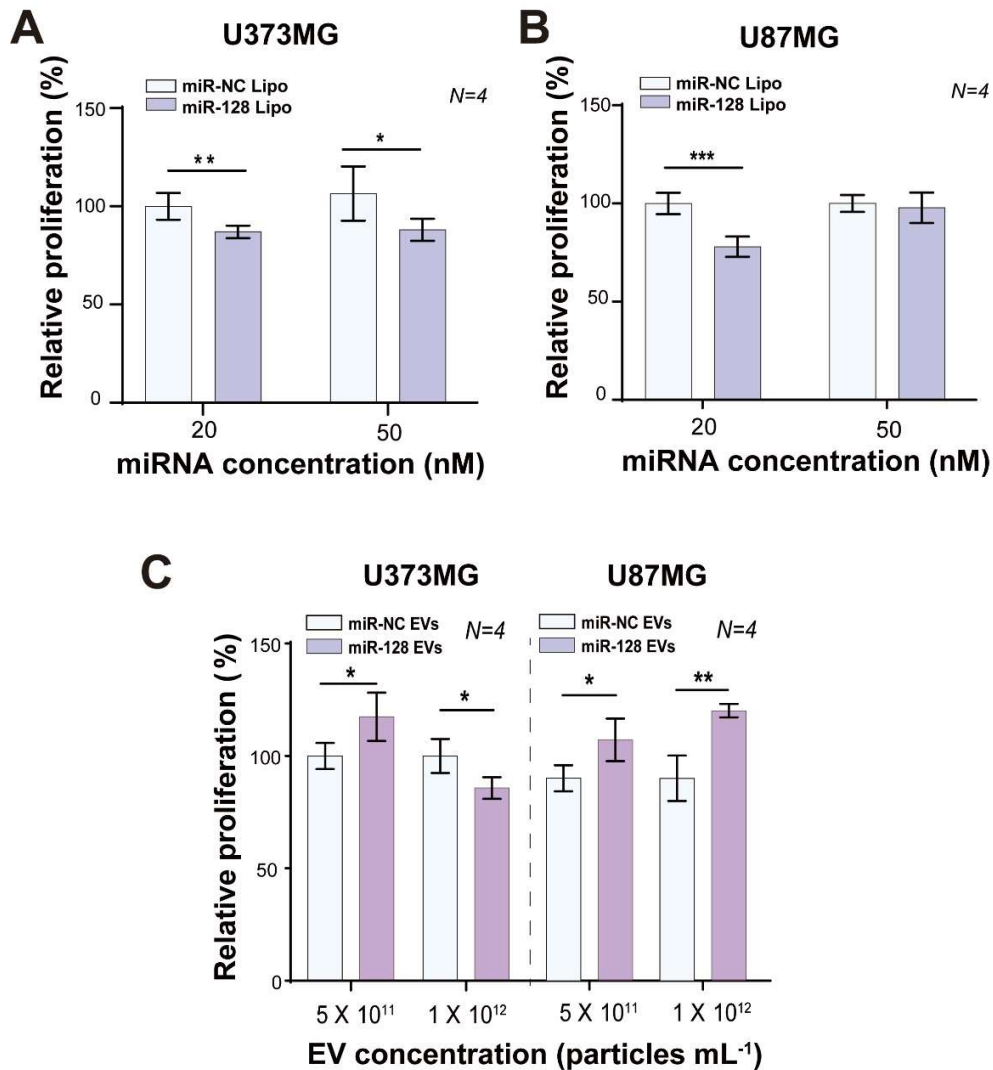 A
U373MG
miR-NC Lipo
miR-128 Lipo
N=4
Relative proliferation (%)
150
100
50
0
**
*
20
50
miRNA concentration (nM)
B
U87MG
miR-NC Lipo
miR-128 Lipo
N=4
Relative proliferation (%)
150
100
50
0
***
20
50
miRNA concentration (nM)
C
U373MG
U87MG
miR-NC EVs
miR-128 EVs
N=4
miR-NC EVs
miR-128 EVs
N=4
Relative proliferation (%)
150
100
50
0
*
*
*
**
5 X 10¹¹
1 X 10¹²
5 X 10¹¹
1 X 10¹²
EV concentration (particles mL⁻¹)